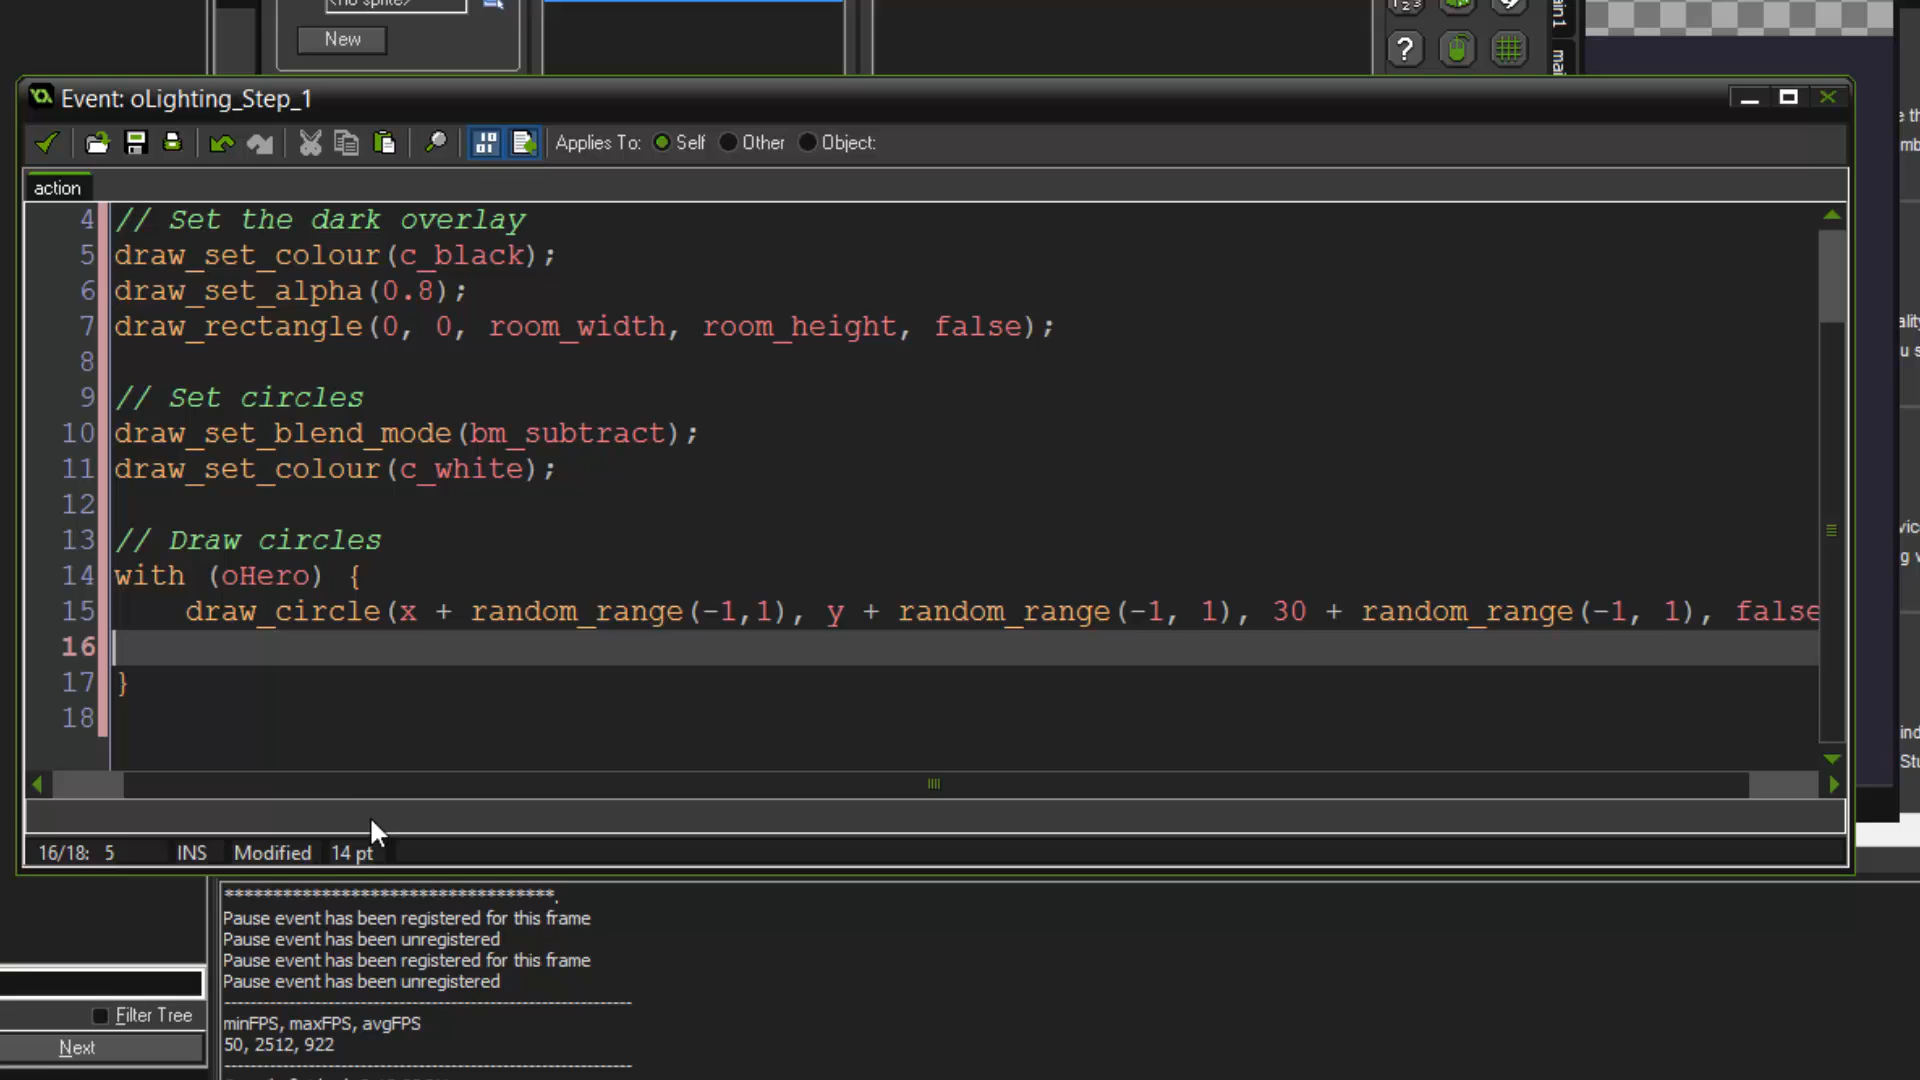 <no sprite>
New
123
?
ain1
mai
Event: oLighting_Step_1
Applies To: Self Other Object:
action
4 // Set the dark overlay
5 draw_set_colour(c_black);
6 draw_set_alpha(0.8);
7 draw_rectangle(0, 0, room_width, room_height, false);
8
9 // Set circles
10 draw_set_blend_mode(bm_subtract);
11 draw_set_colour(c_white);
12
13 // Draw circles
14 with (oHero) {
15 draw_circle(x + random_range(-1,1), y + random_range(-1, 1), 30 + random_range(-1, 1), false
16
17 }
18
16/18: 5 INS Modified 14 pt
**********************************.
Pause event has been registered for this frame
Pause event has been unregistered
Pause event has been registered for this frame
Pause event has been unregistered
minFPS, maxFPS, avgFPS
50, 2512, 922
Filter Tree
Next